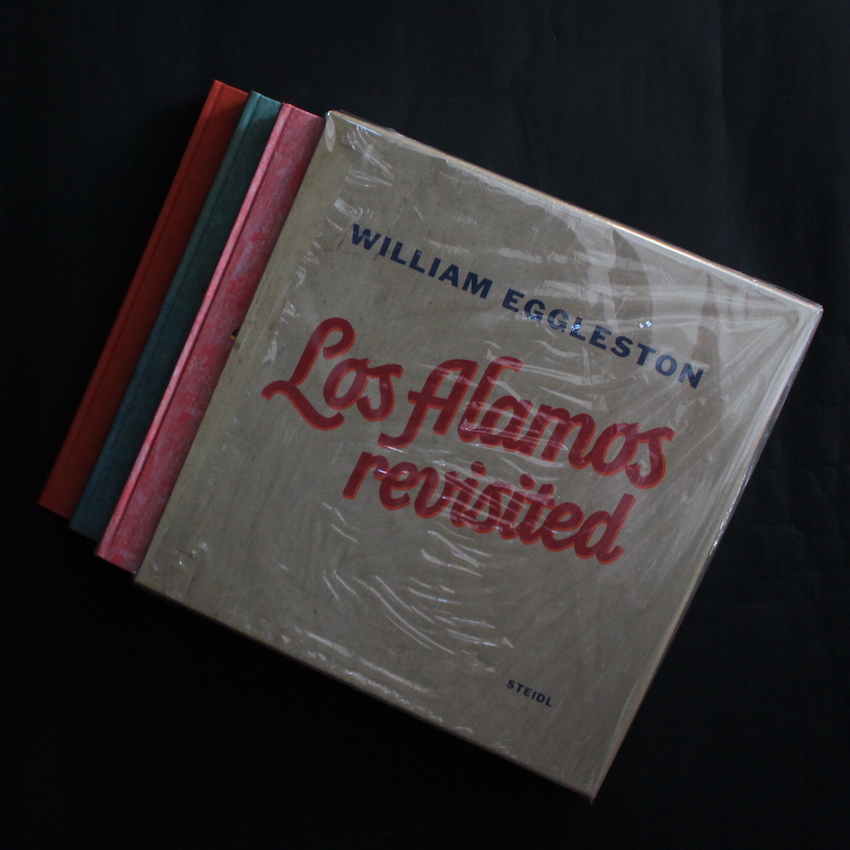 WILLIAM EGGLESTON
Los Alamos
revisited
STEIDL